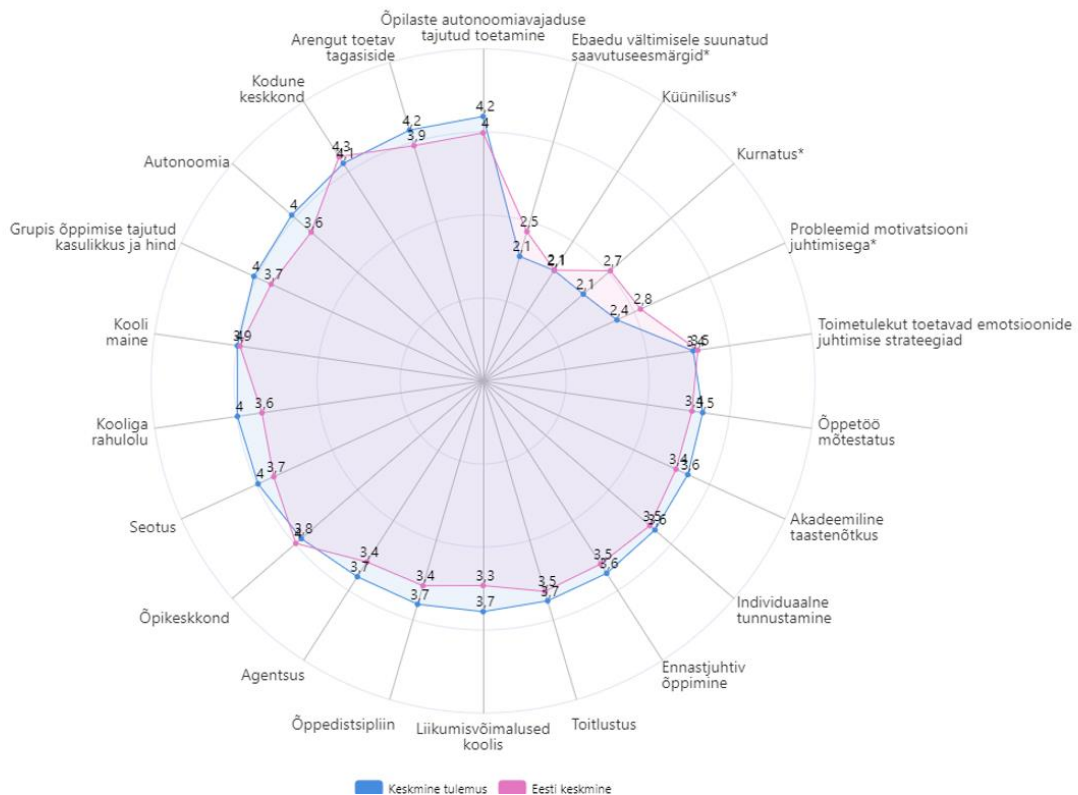 Õpilaste autonoomiavajaduse
tajutud toetamine
Ebaedu vältimisele suunatud
saavutuseesmärgid*
Küünilisus*
Kurnatus*
Probleemid motivatsiooni
juhtimisega*
Toimetulekut toetavad emotsioonide
juhtimise strateegiad
Õppetöö
mõtestatus
Akadeemiline
taastenõtkus
Individuaalne
tunnustamine
Ennastjuhtiv
õppimine
Toitlustus
Liikumisvõimalused
koolis
Õppedistsipliin
Agentsus
Õpikeskkond
Seotus
Kooliga
rahulolu
Kooli
maine
Grupis õppimise tajutud
kasulikkus ja hind
Autonoomia
Kodune
keskkond
Arengut toetav
tagasiside
4,2
4
2,5
2,1
2,1
2,7
2,1
2,8
2,4
3,5
3,4
3,5
3,4
3,6
3,5
3,6
3,5
3,6
3,5
3,7
3,3
3,7
3,4
3,7
3,4
3,7
3,8
3,7
4
3,6
4
3,9
3,7
4
3,6
4
4,3
4,1
3,9
4,2
Keskmine tulemus
Eesti keskmine